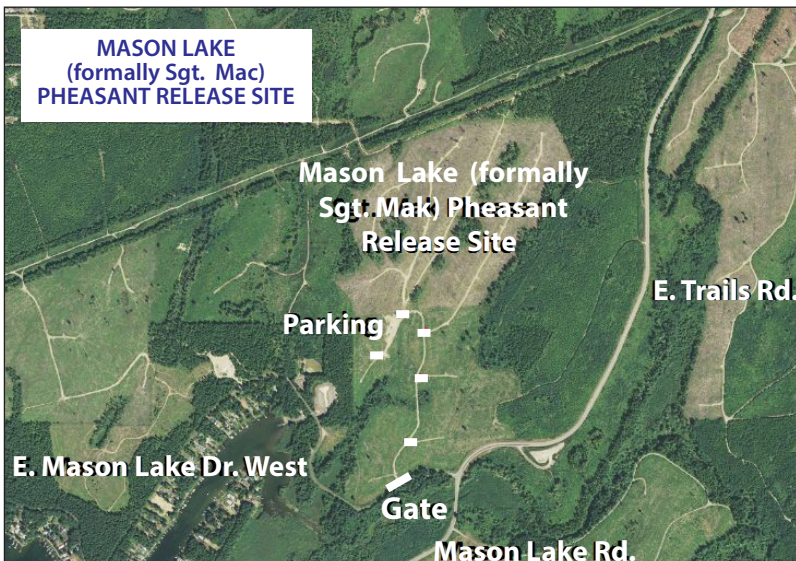 MASON LAKE
(formally Sgt. Mac)
PHEASANT RELEASE SITE
Mason Lake (formally
Sgt. Mak) Pheasant
Release Site
E. Trails Rd.
Parking
E. Mason Lake Dr. West
Gate
Mason Lake Rd.